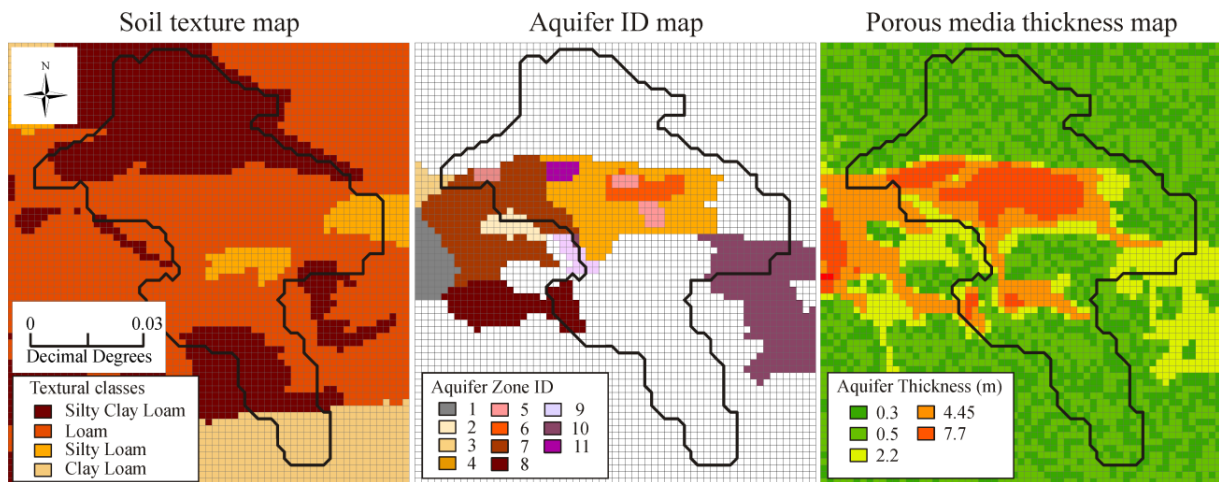 Soil texture map
Aquifer ID map
Porous media thickness map
N
0 0.03
Decimal Degrees
Textural classes
Silty Clay Loam
Loam
Silty Loam
Clay Loam
Aquifer Zone ID
1 5 9
2 6 10
3 7 11
4 8
Aquifer Thickness (m)
0.3 4.45
0.5 7.7
2.2